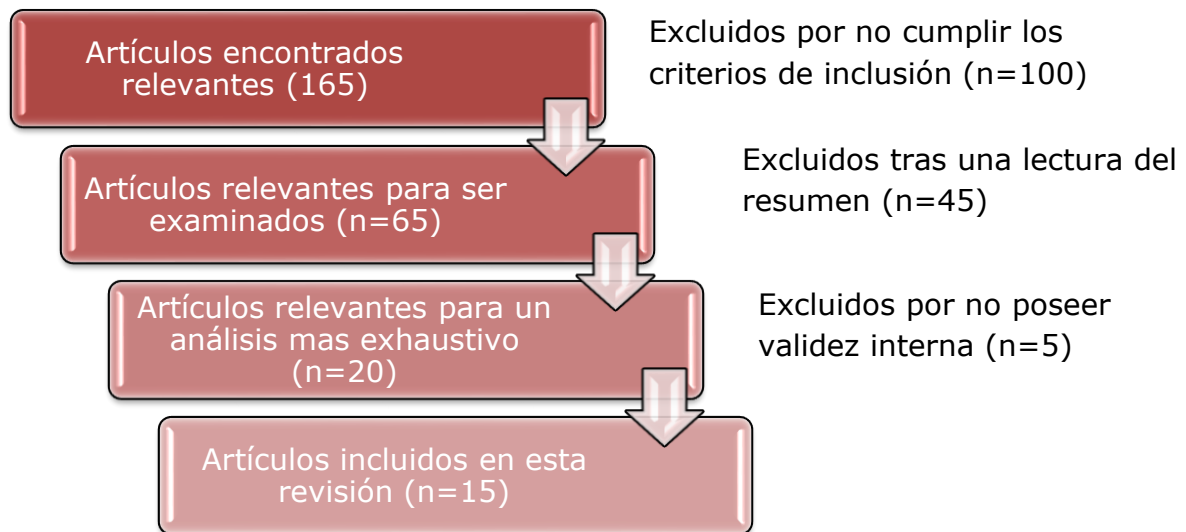 Artículos encontrados
relevantes (165)
Excluidos por no cumplir los
criterios de inclusión (n=100)
Artículos relevantes para ser
examinados (n=65)
Excluidos tras una lectura del
resumen (n=45)
Artículos relevantes para un
análisis mas exhaustivo
(n=20)
Excluidos por no poseer
validez interna (n=5)
Artículos incluidos en esta
revisión (n=15)